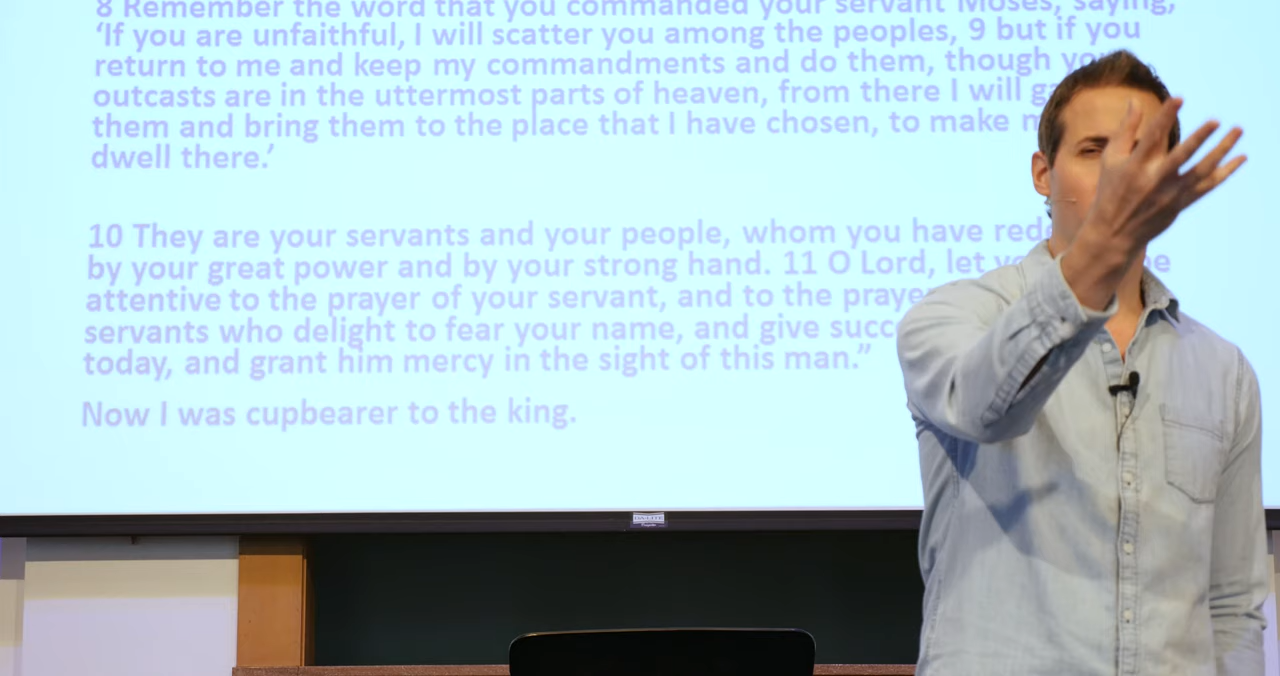 8 Remember the word that you commanded your servant Moses, saying,
‘If you are unfaithful, I will scatter you among the peoples, 9 but if you
return to me and keep my commandments and do them, though
outcasts are in the uttermost parts of heaven, from there I will
them and bring them to the place that I have chosen, to make
dwell there.’
10 They are your servants and your people, whom you have
by your great power and by your strong hand. 11 O Lord, let
attentive to the prayer of your servant, and to the
servants who delight to fear your name, and give
today, and grant him mercy in the sight of this man.”
Now I was cupbearer to the king.